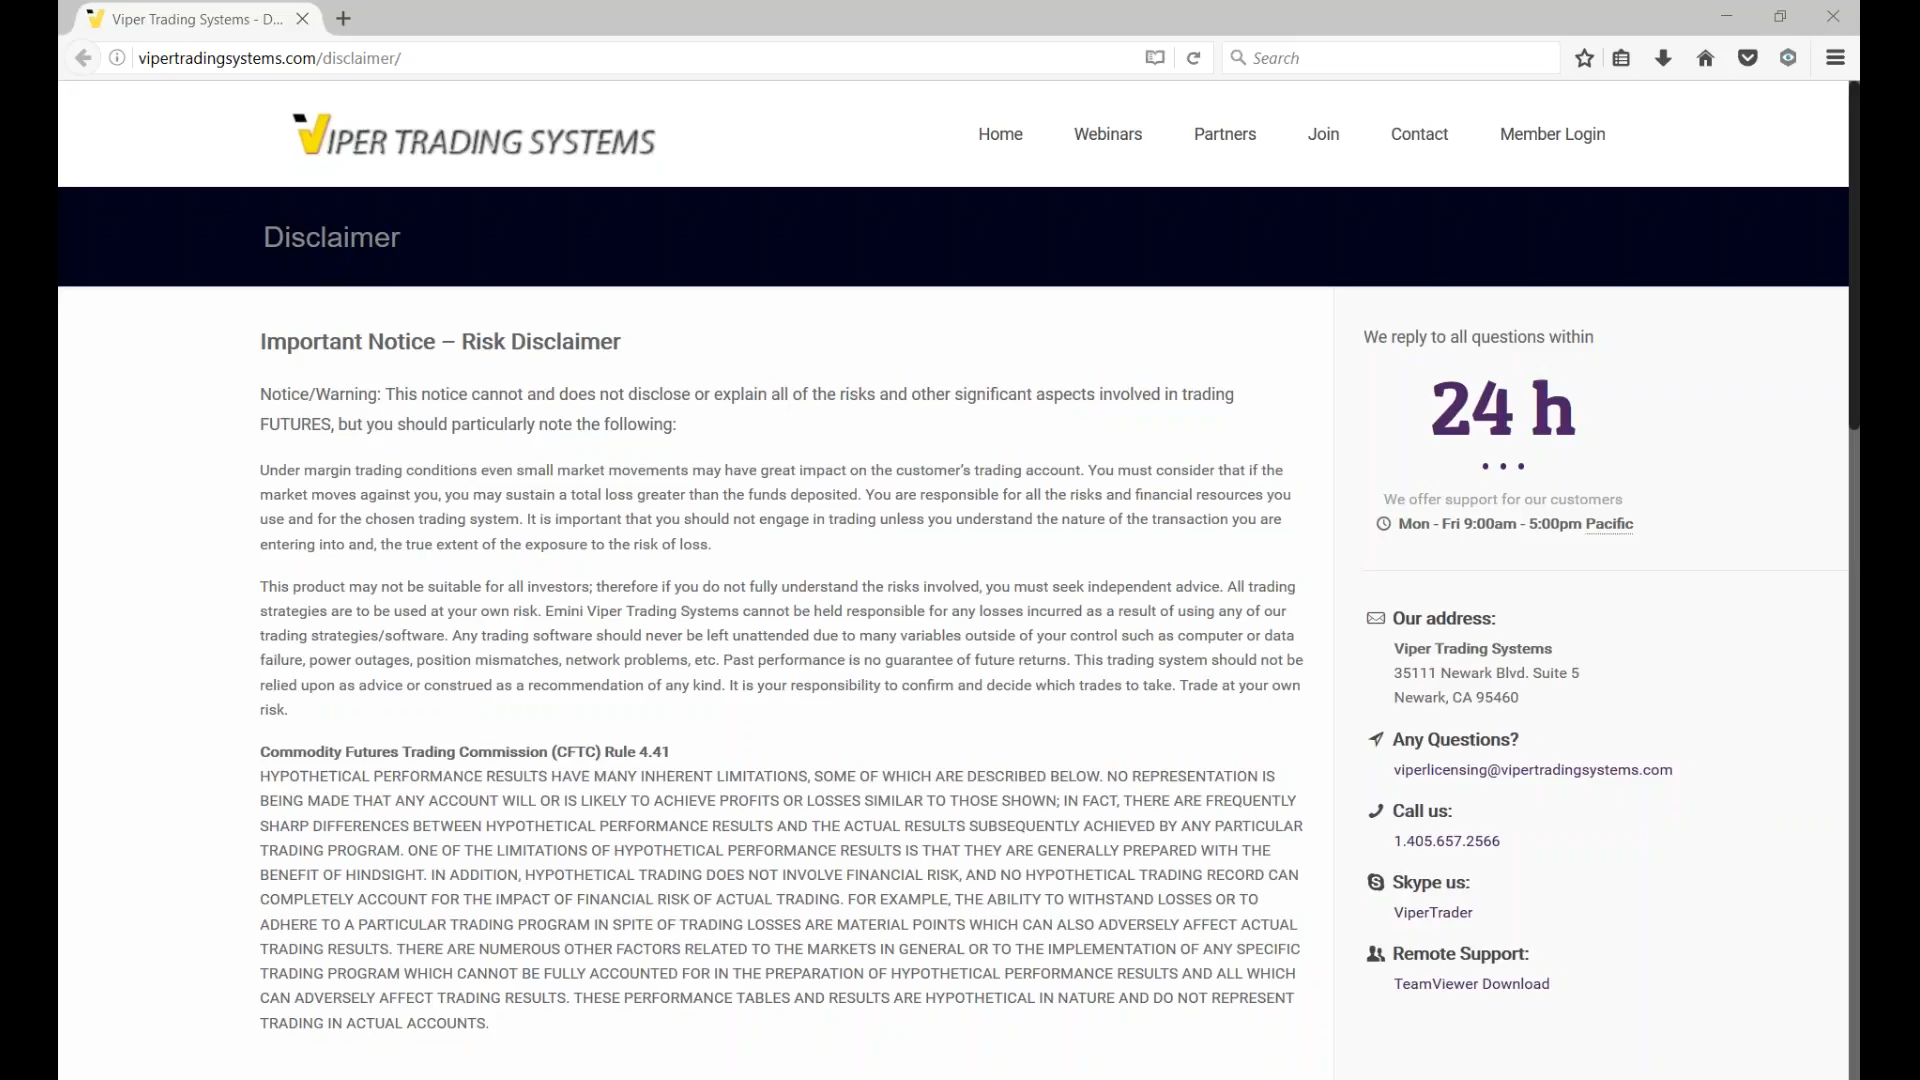 Viper Trading Systems - D...
vipertradingsystems.com/disclaimer/
Search
VIPER TRADING SYSTEMS
Home
Webinars
Partners
Join
Contact
Member Login
Disclaimer
Important Notice – Risk Disclaimer
Notice/Warning: This notice cannot and does not disclose or explain all of the risks and other significant aspects involved in trading
FUTURES, but you should particularly note the following:
Under margin trading conditions even small market movements may have great impact on the customer's trading account. You must consider that if the
market moves against you, you may sustain a total loss greater than the funds deposited. You are responsible for all the risks and financial resources you
use and for the chosen trading system. It is important that you should not engage in trading unless you understand the nature of the transaction you are
entering into and, the true extent of the exposure to the risk of loss.
This product may not be suitable for all investors; therefore if you do not fully understand the risks involved, you must seek independent advice. All trading
strategies are to be used at your own risk. Emini Viper Trading Systems cannot be held responsible for any losses incurred as a result of using any of our
trading strategies/software. Any trading software should never be left unattended due to many variables outside of your control such as computer or data
failure, power outages, position mismatches, network problems, etc. Past performance is no guarantee of future returns. This trading system should not be
relied upon as advice or construed as a recommendation of any kind. It is your responsibility to confirm and decide which trades to take. Trade at your own
risk.
Commodity Futures Trading Commission (CFTC) Rule 4.41
HYPOTHETICAL PERFORMANCE RESULTS HAVE MANY INHERENT LIMITATIONS, SOME OF WHICH ARE DESCRIBED BELOW. NO REPRESENTATION IS
BEING MADE THAT ANY ACCOUNT WILL OR IS LIKELY TO ACHIEVE PROFITS OR LOSSES SIMILAR TO THOSE SHOWN; IN FACT, THERE ARE FREQUENTLY
SHARP DIFFERENCES BETWEEN HYPOTHETICAL PERFORMANCE RESULTS AND THE ACTUAL RESULTS SUBSEQUENTLY ACHIEVED BY ANY PARTICULAR
TRADING PROGRAM. ONE OF THE LIMITATIONS OF HYPOTHETICAL PERFORMANCE RESULTS IS THAT THEY ARE GENERALLY PREPARED WITH THE
BENEFIT OF HINDSIGHT. IN ADDITION, HYPOTHETICAL TRADING DOES NOT INVOLVE FINANCIAL RISK, AND NO HYPOTHETICAL TRADING RECORD CAN
COMPLETELY ACCOUNT FOR THE IMPACT OF FINANCIAL RISK OF ACTUAL TRADING. FOR EXAMPLE, THE ABILITY TO WITHSTAND LOSSES OR TO
ADHERE TO A PARTICULAR TRADING PROGRAM IN SPITE OF TRADING LOSSES ARE MATERIAL POINTS WHICH CAN ALSO ADVERSELY AFFECT ACTUAL
TRADING RESULTS. THERE ARE NUMEROUS OTHER FACTORS RELATED TO THE MARKETS IN GENERAL OR TO THE IMPLEMENTATION OF ANY SPECIFIC
TRADING PROGRAM WHICH CANNOT BE FULLY ACCOUNTED FOR IN THE PREPARATION OF HYPOTHETICAL PERFORMANCE RESULTS AND ALL WHICH
CAN ADVERSELY AFFECT TRADING RESULTS. THESE PERFORMANCE TABLES AND RESULTS ARE HYPOTHETICAL IN NATURE AND DO NOT REPRESENT
TRADING IN ACTUAL ACCOUNTS.
We reply to all questions within
24 h
We offer support for our customers
Mon - Fri 9:00am - 5:00pm Pacific
Our address:
Viper Trading Systems
35111 Newark Blvd. Suite 5
Newark, CA 95460
Any Questions?
viperlicensing@vipertradingsystems.com
Call us:
1.405.657.2566
Skype us:
ViperTrader
Remote Support:
TeamViewer Download